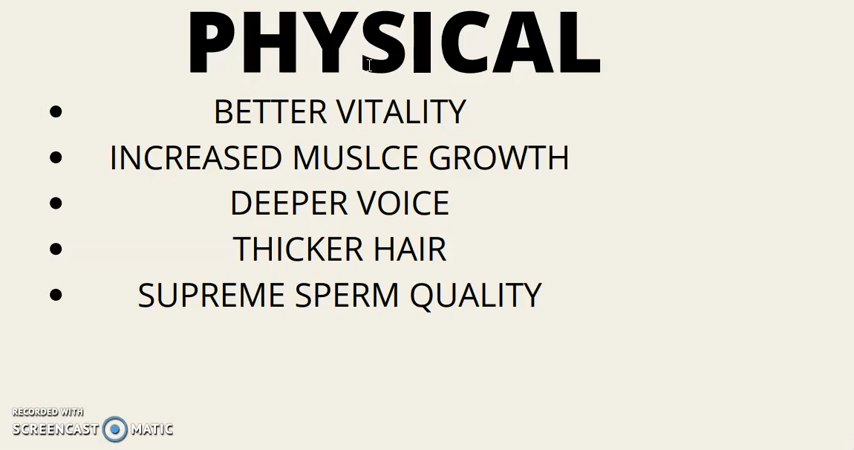 PHYSICAL
• BETTER VITALITY
• INCREASED MUSLCE GROWTH
• DEEPER VOICE
• THICKER HAIR
• SUPREME SPERM QUALITY
RECORDED WITH
SCREENCAST MATIC